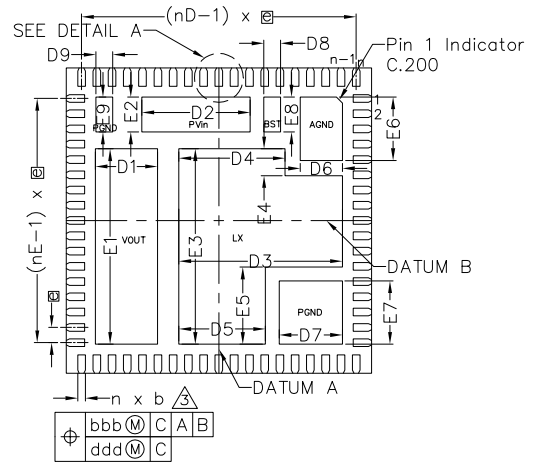 (nD-1) x e
SEE DETAIL A
D9
D8
n-1
n
Pin 1 Indicator
C.200
1
2
E9
PGND
E2
D2
PVin
BST
E8
AGND
E6
D1
D4
D6
(nE-1) x e
E1
VOUT
E3
LX
E4
D3
DATUM B
e
E5
D5
PGND
D7
E7
DATUM A
n x b 3
bbb M C A B
ddd M C